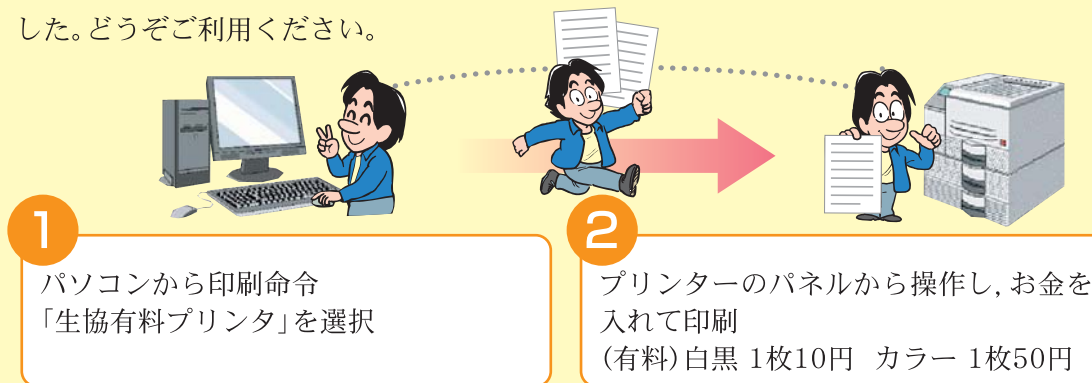 した。どうぞご利用ください。
1
パソコンから印刷命令
「生協有料プリンタ」を選択
2
プリンターのパネルから操作し,お金を
入れて印刷
(有料)白黒 1枚10円 カラー 1枚50円